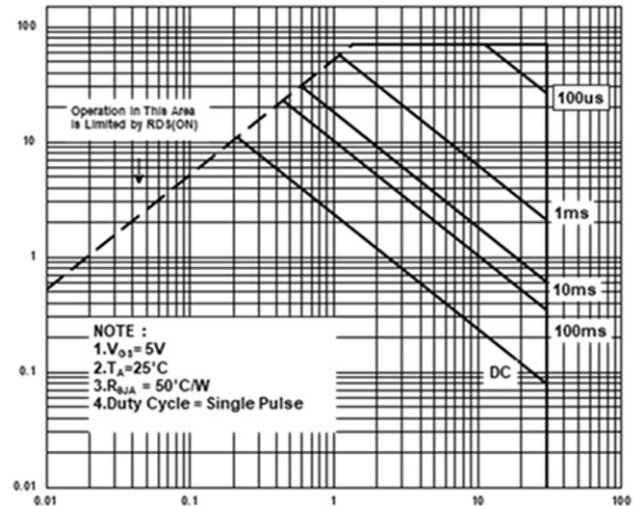 100
Operation in This Area
is Limited by RDS(ON)
100us
10
1ms
1
10ms
NOTE :
1.VGS= 5V
100ms
2.TA=25°C
3.RθJA = 50°C/W
0.1
DC
4.Duty Cycle = Single Pulse
0.01
0.01 0.1 1 10 100